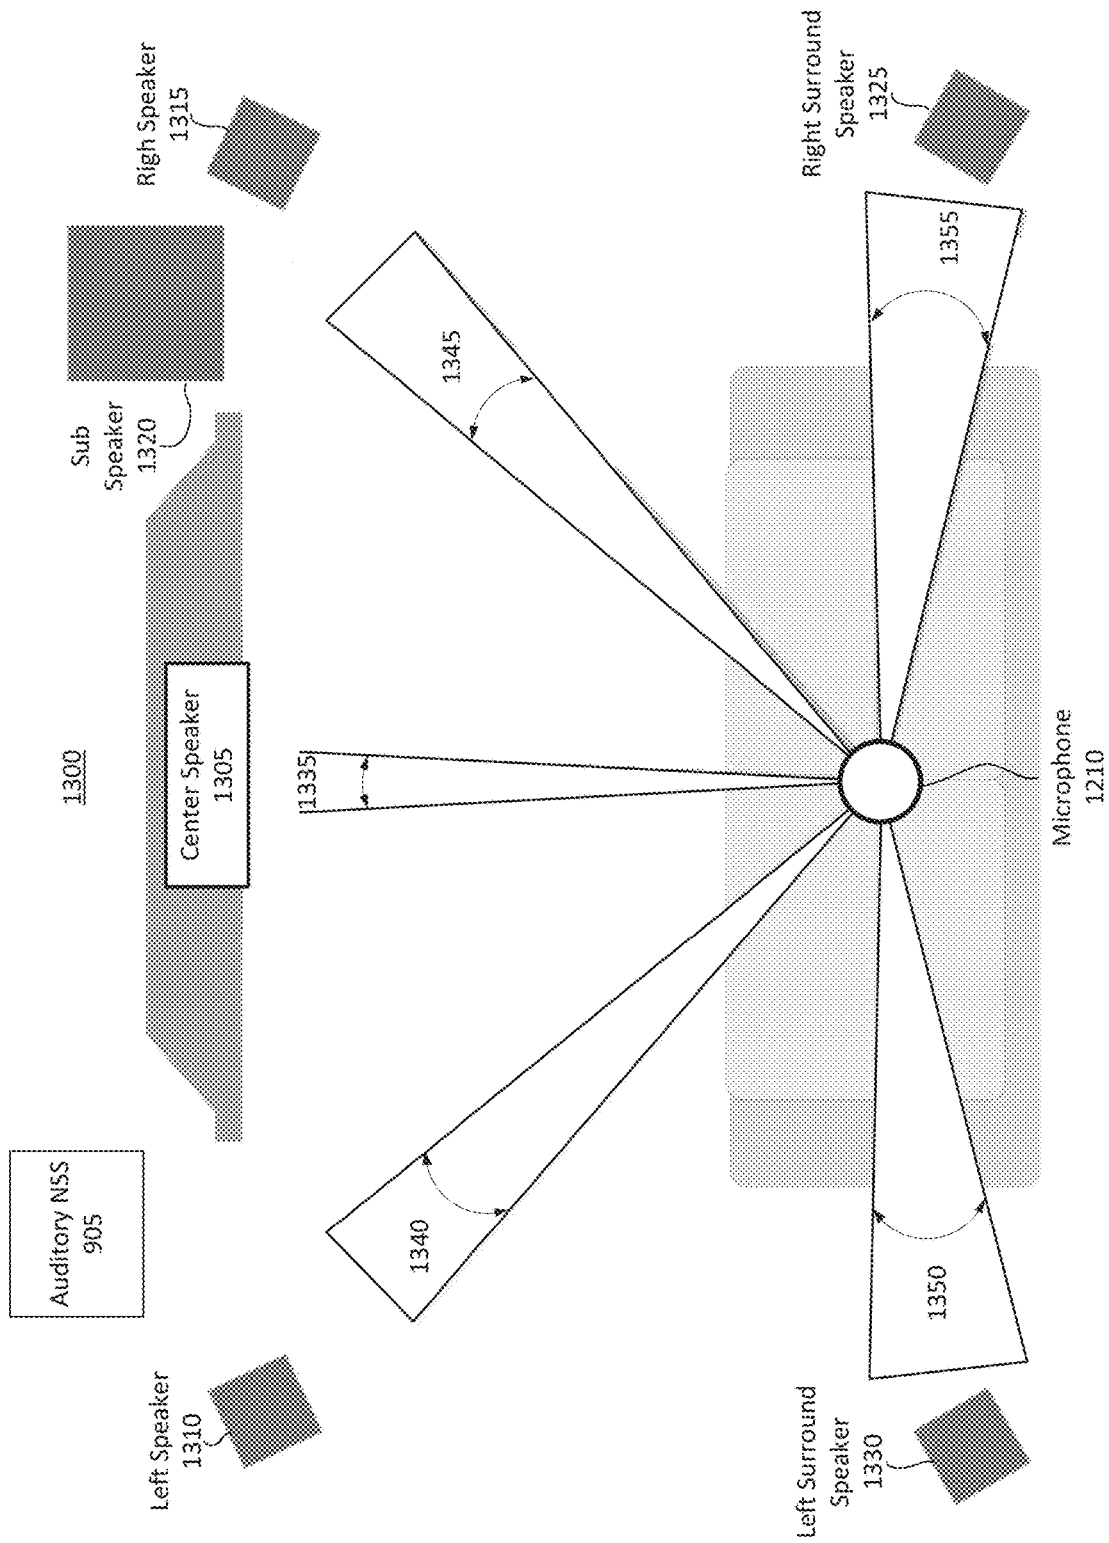 Auditory NSS
905
1300
Center Speaker
1305
Sub
Speaker
1320
Left Speaker
1310
Righ Speaker
1315
1335
1340
1345
Left Surround
Speaker
1330
1350
1355
Right Surround
Speaker
1325
Microphone
1210